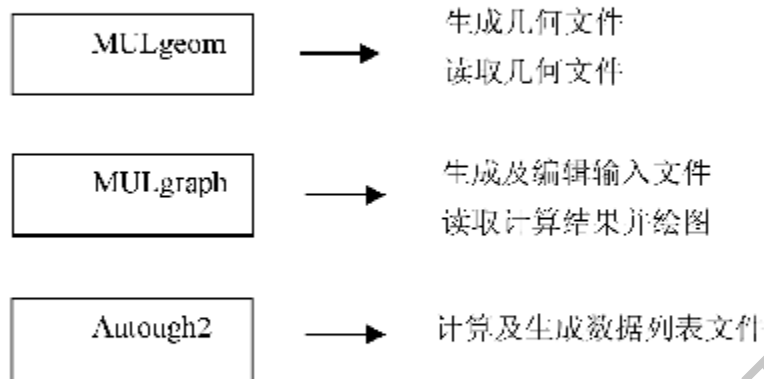 MULgeom
生成几何文件
读取几何文件
MULgraph
生成及编辑输入文件
读取计算结果并绘图
Autough2
计算及生成数据列表文件